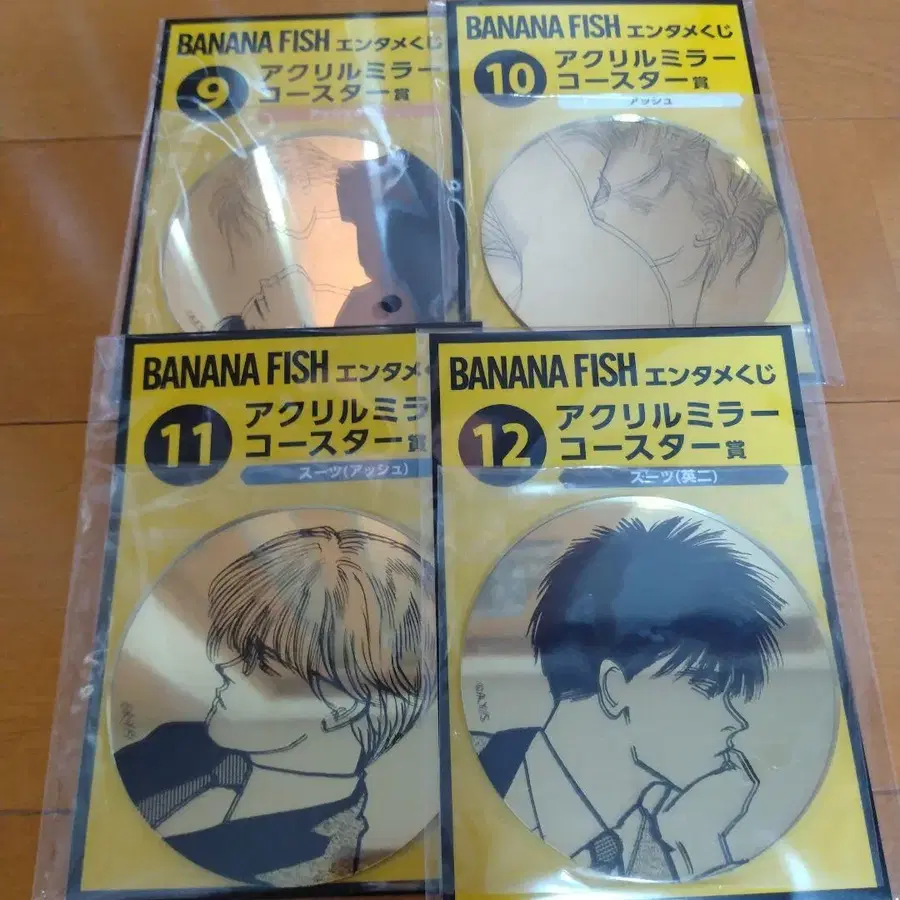 BANANA FISH エンタメくじ
9
アクリルミラー
コースター賞
BANANA FISH エンタメくじ
10
アクリルミラー
コースター賞
アッシュ
BANANA FISH エンタメ
11
アクリルミラ
コースター賞
スーツ(アッシュ)
©A.Y/S
BANANA FISH エンタメくじ
12
アクリルミラー
コースター賞
スーツ(英二)
©A.Y/S